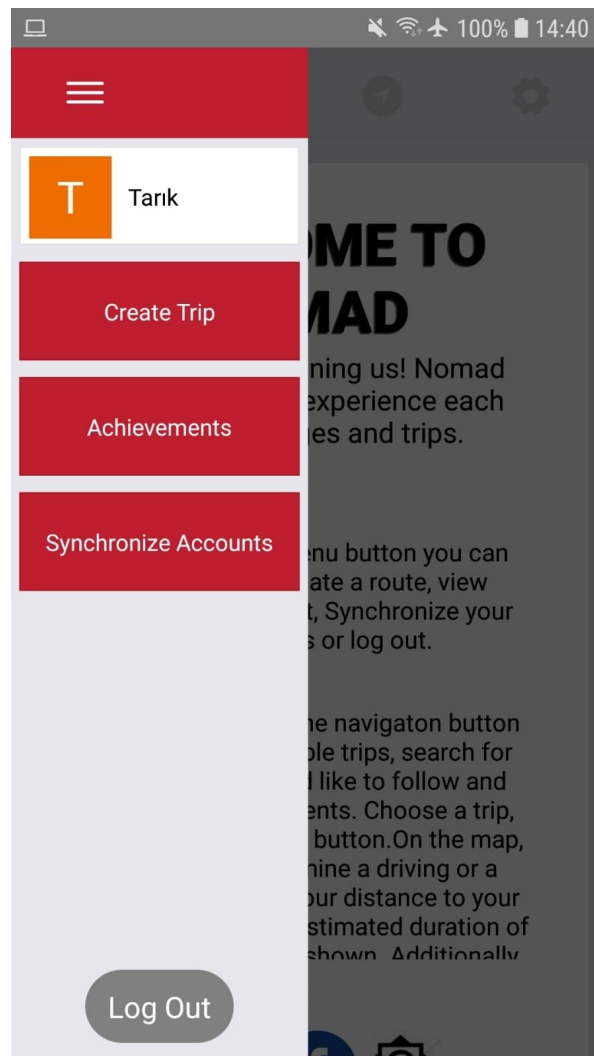 100% 14:40
T Tarık
Create Trip
Achievements
Synchronize Accounts
Log Out
OME TO
MAD
ning us! Nomad
experience each
es and trips.
enu button you can
ate a route, view
t, Synchronize your
s or log out.
he navigaton button
ble trips, search for
d like to follow and
ents. Choose a trip,
button.On the map,
mine a driving or a
our distance to your
stimated duration of
shown. Additionally